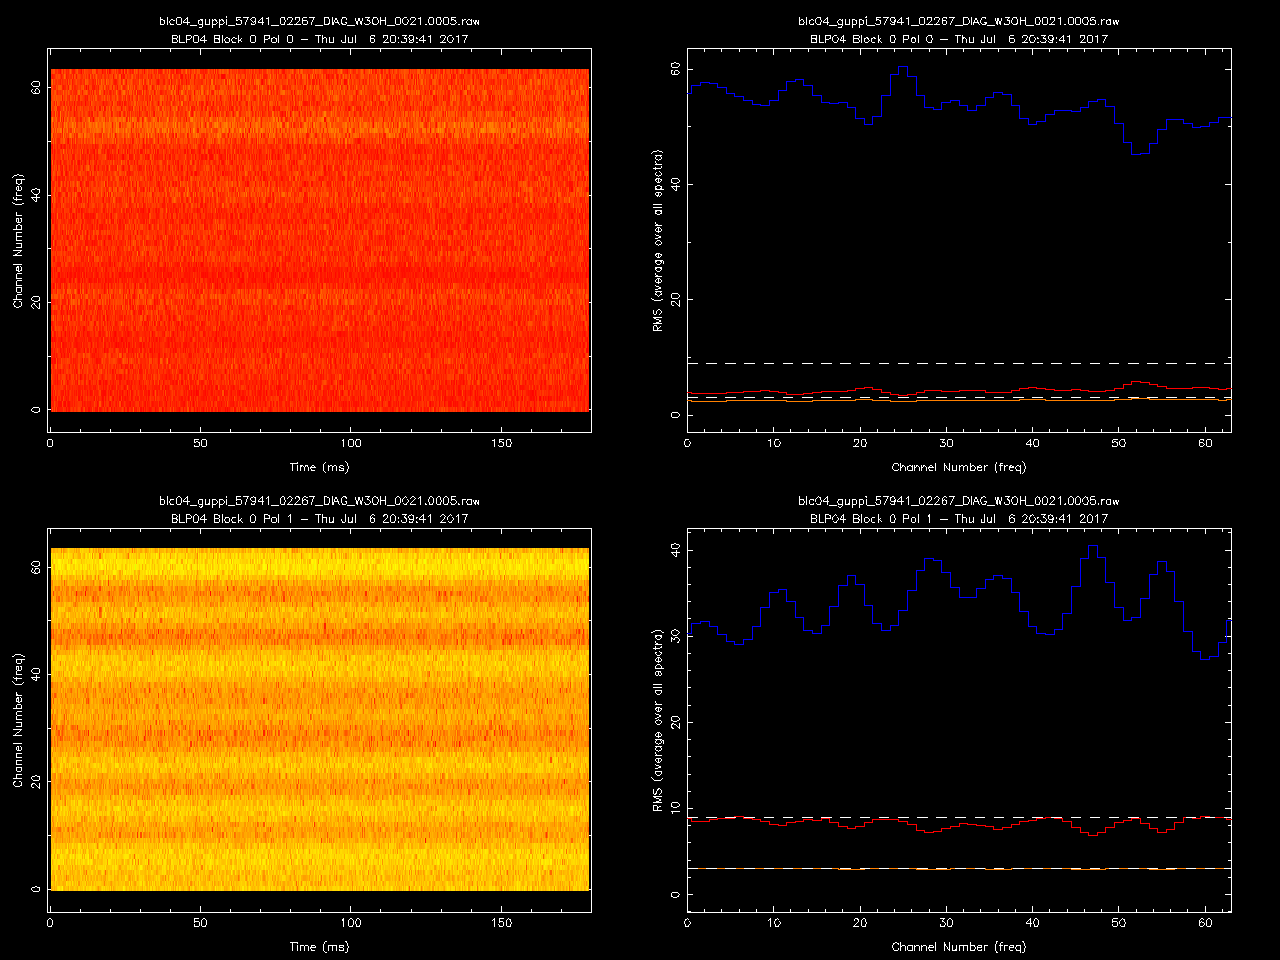 blc04_guppi_57941_02267_DIAG_W3OH_0021.0005.raw
BLP04 Block 0 Pol 0 – Thu Jul 6 20:39:41 2017
Channel Number (freq)
60
40
20
0
0 50 100 150
Time (ms)
blc04_guppi_57941_02267_DIAG_W3OH_0021.0005.raw
BLP04 Block 0 Pol 0 – Thu Jul 6 20:39:41 2017
RMS (average over all spectra)
60
40
20
0
0 10 20 30 40 50 60
Channel Number (freq)
blc04_guppi_57941_02267_DIAG_W3OH_0021.0005.raw
BLP04 Block 0 Pol 1 – Thu Jul 6 20:39:41 2017
Channel Number (freq)
60
40
20
0
0 50 100 150
Time (ms)
blc04_guppi_57941_02267_DIAG_W3OH_0021.0005.raw
BLP04 Block 0 Pol 1 – Thu Jul 6 20:39:41 2017
RMS (average over all spectra)
40
30
20
10
0
0 10 20 30 40 50 60
Channel Number (freq)